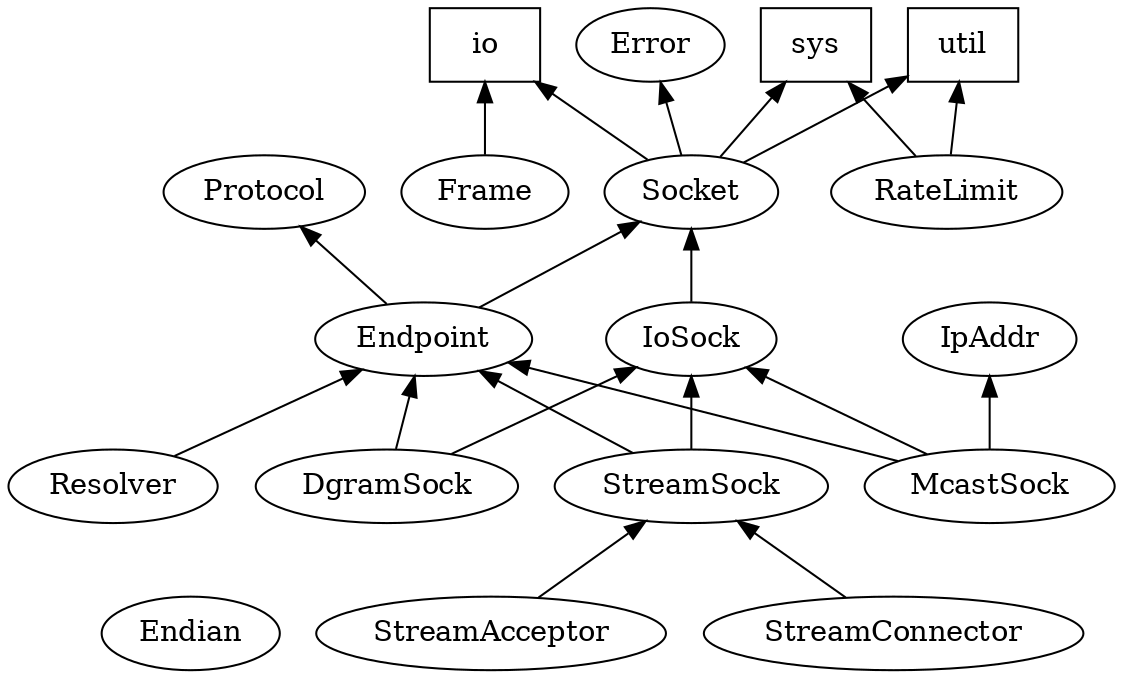 io
Error
sys
util
Protocol
Frame
Socket
RateLimit
Endpoint
IoSock
IpAddr
Resolver
DgramSock
StreamSock
McastSock
Endian
StreamAcceptor
StreamConnector